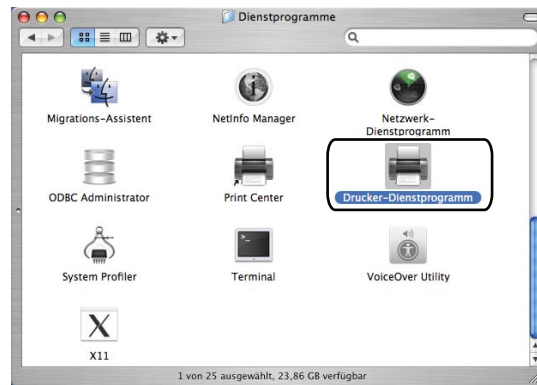 Dienstprogramme
Migrations-Assistent
NetInfo Manager
Netzwerk-
Dienstprogramm
ODBC Administrator
Print Center
Drucker-Dienstprogramm
System Profiler
Terminal
VoiceOver Utility
X11
1 von 25 ausgewählt, 23,86 GB verfügbar